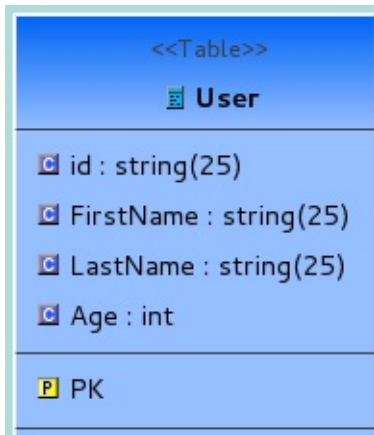 <<Table>>
User
C id : string(25)
C FirstName : string(25)
C LastName : string(25)
C Age : int
P PK